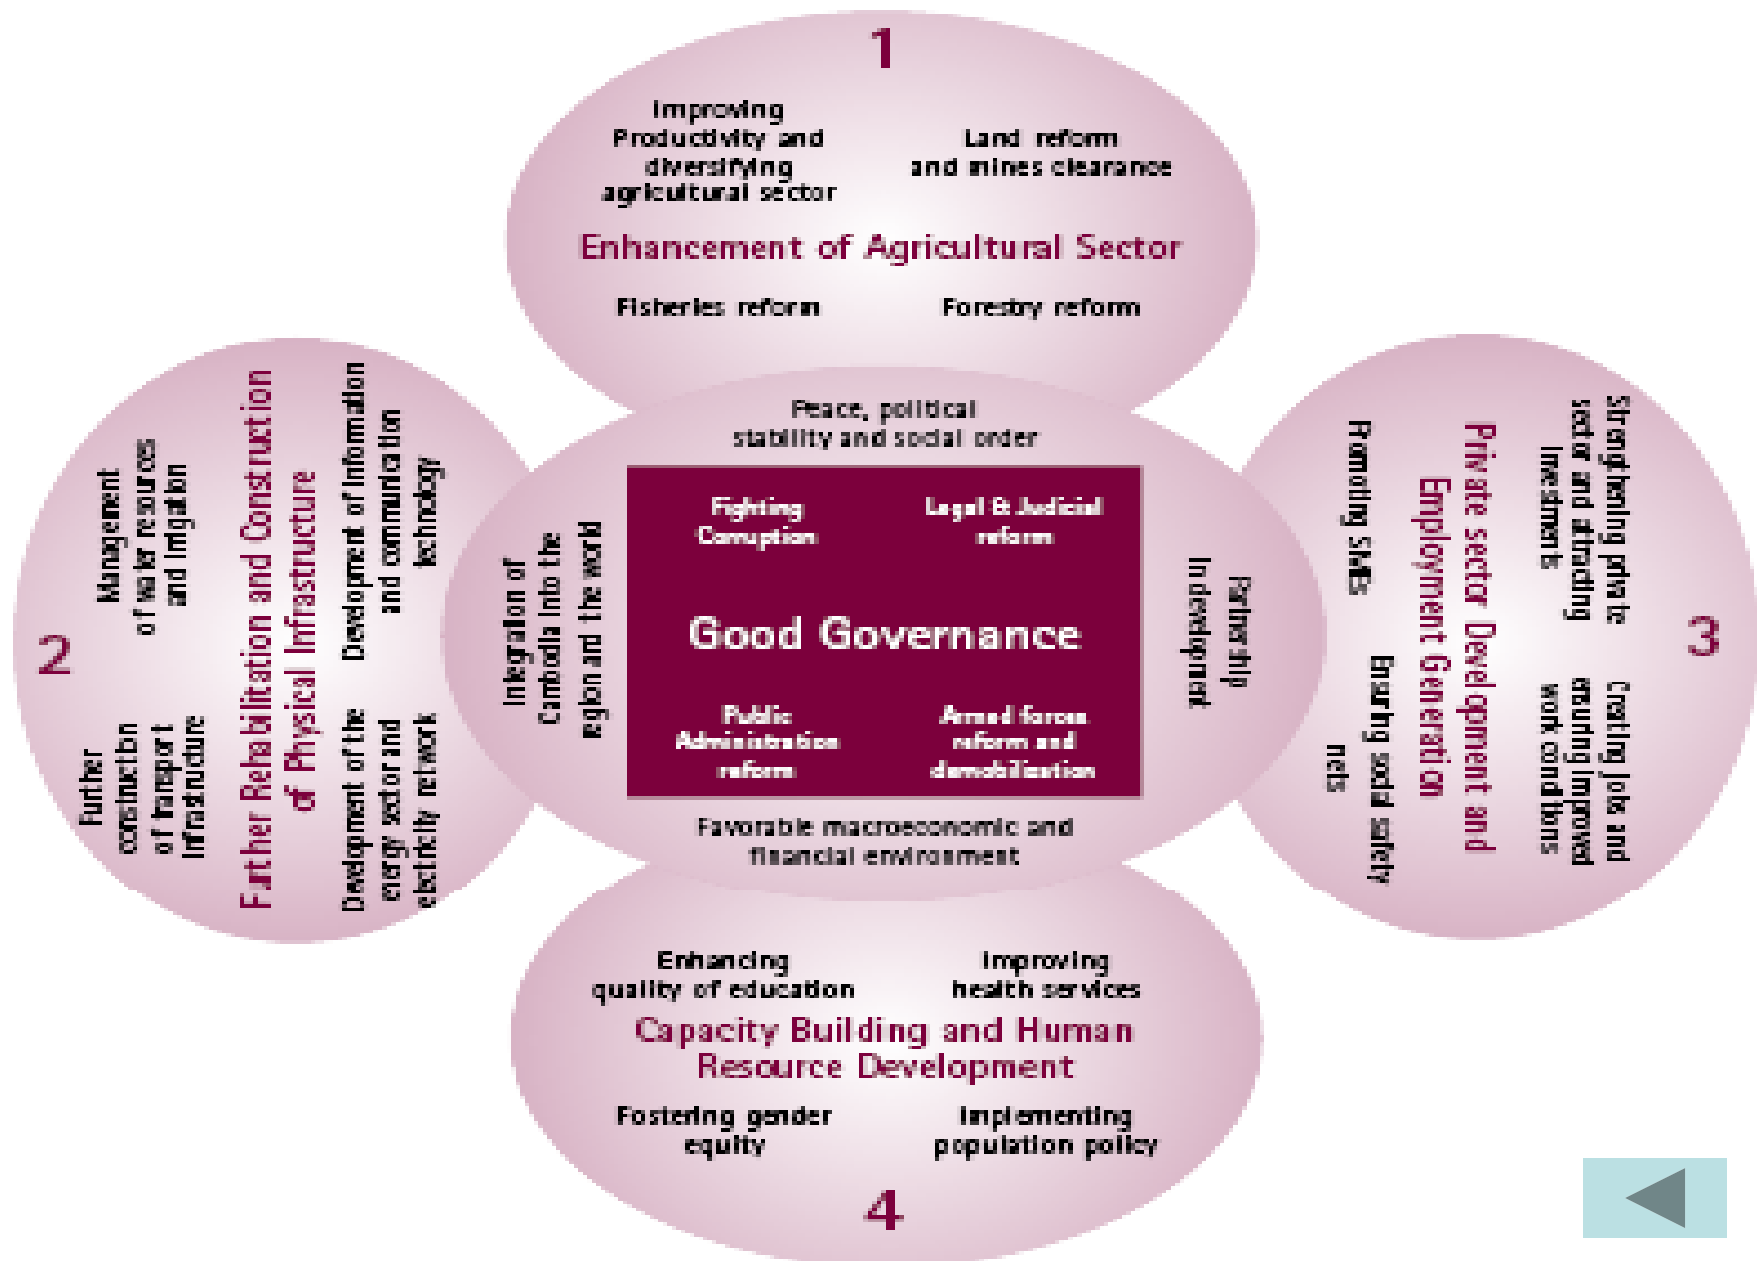 1
Improving
Productivity and
diversifying
agricultural sector
Land reform
and mines clearance
Enhancement of Agricultural Sector
Fisheries reform
Forestry reform
2
Management
of water resources
and irrigation
Further
construction
of transport
infrastructure
Further Rehabilitation and Construction
of Physical Infrastructure
Development of Information
and communication
technology
Development of the
energy sector and
electricity network
Peace, political
stability and social order
Integration of
Cambodia into the
region and the world
Fighting
Corruption
Legal & Judicial
reform
Good Governance
Public
Administration
reform
Armed forces
reform and
demobilization
Partnership
in development
Favorable macroeconomic and
financial environment
3
Strengthening private
sector and attracting
Investments
Creating jobs and
ensuring improved
work conditions
Private sector Development and
Employment Generation
Promoting SMEs
Ensuring social safety
nets
Enhancing
quality of education
Improving
health services
Capacity Building and Human
Resource Development
Fostering gender
equity
Implementing
population policy
4